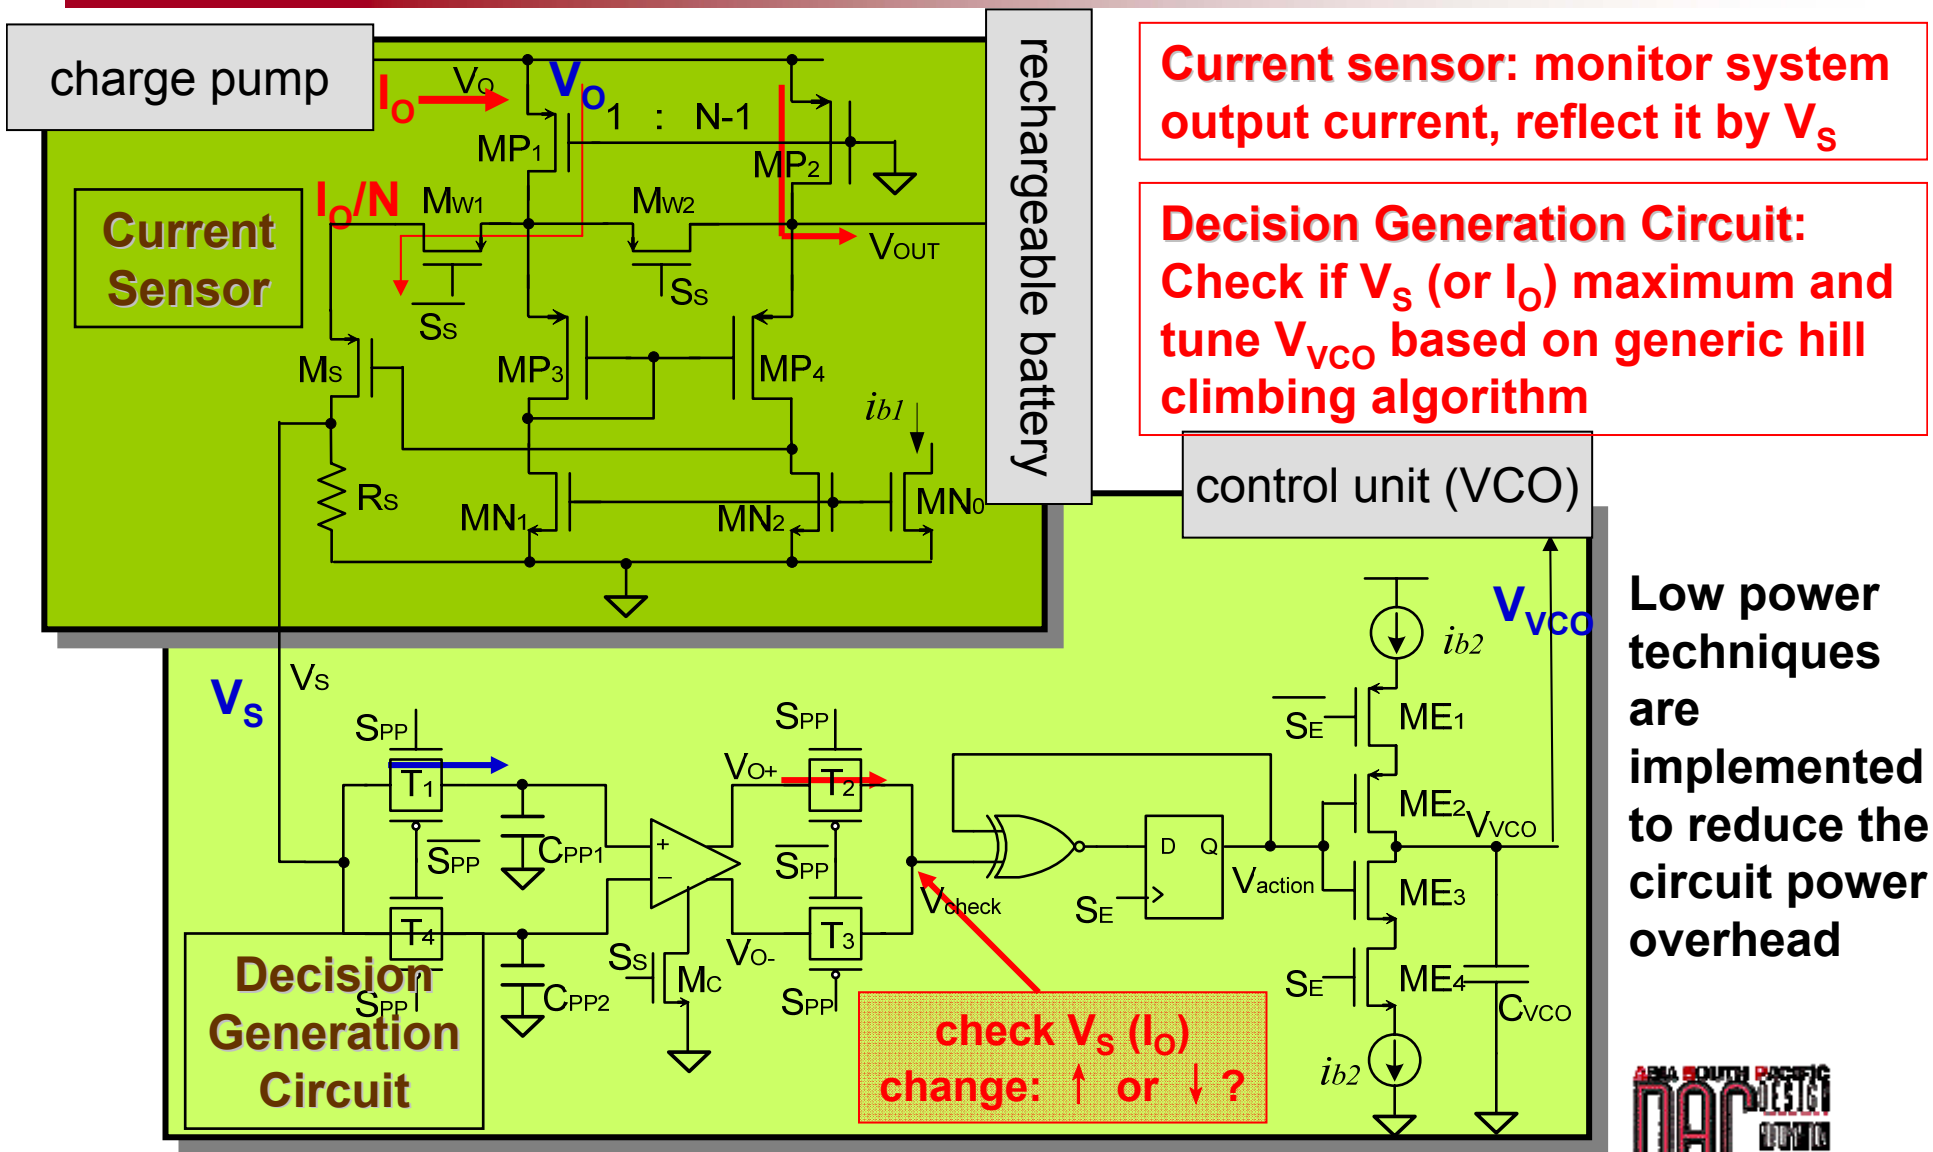 charge pump
rechargeable battery
Current sensor: monitor system
output current, reflect it by VS
Decision Generation Circuit:
Check if VS (or IO) maximum and
tune VVCO based on generic hill
climbing algorithm
IO
VO
VO
1 : N-1
MP1
MP2
IO/N
MW1
MW2
VOUT
SS
SS
Current
Sensor
MS
MP3
MP4
ib1
RS
MN1
MN2
MN0
control unit (VCO)
VVCO
Low power
techniques
are
implemented
to reduce the
circuit power
overhead
VS
VS
SPP
T1
SPP
CPP1
T4
SPP
CPP2
+
−
SS
MC
VO+
VO-
SPP
T2
SPP
T3
SPP
Vcheck
D Q
SE
Vaction
ib2
SE
ME1
ME2
VVCO
ME3
SE
ME4
CVCO
ib2
Decision
Generation
Circuit
check VS (IO)
change: ↑ or ↓ ?
ASIA SOUTH PACIFIC
DESIGN